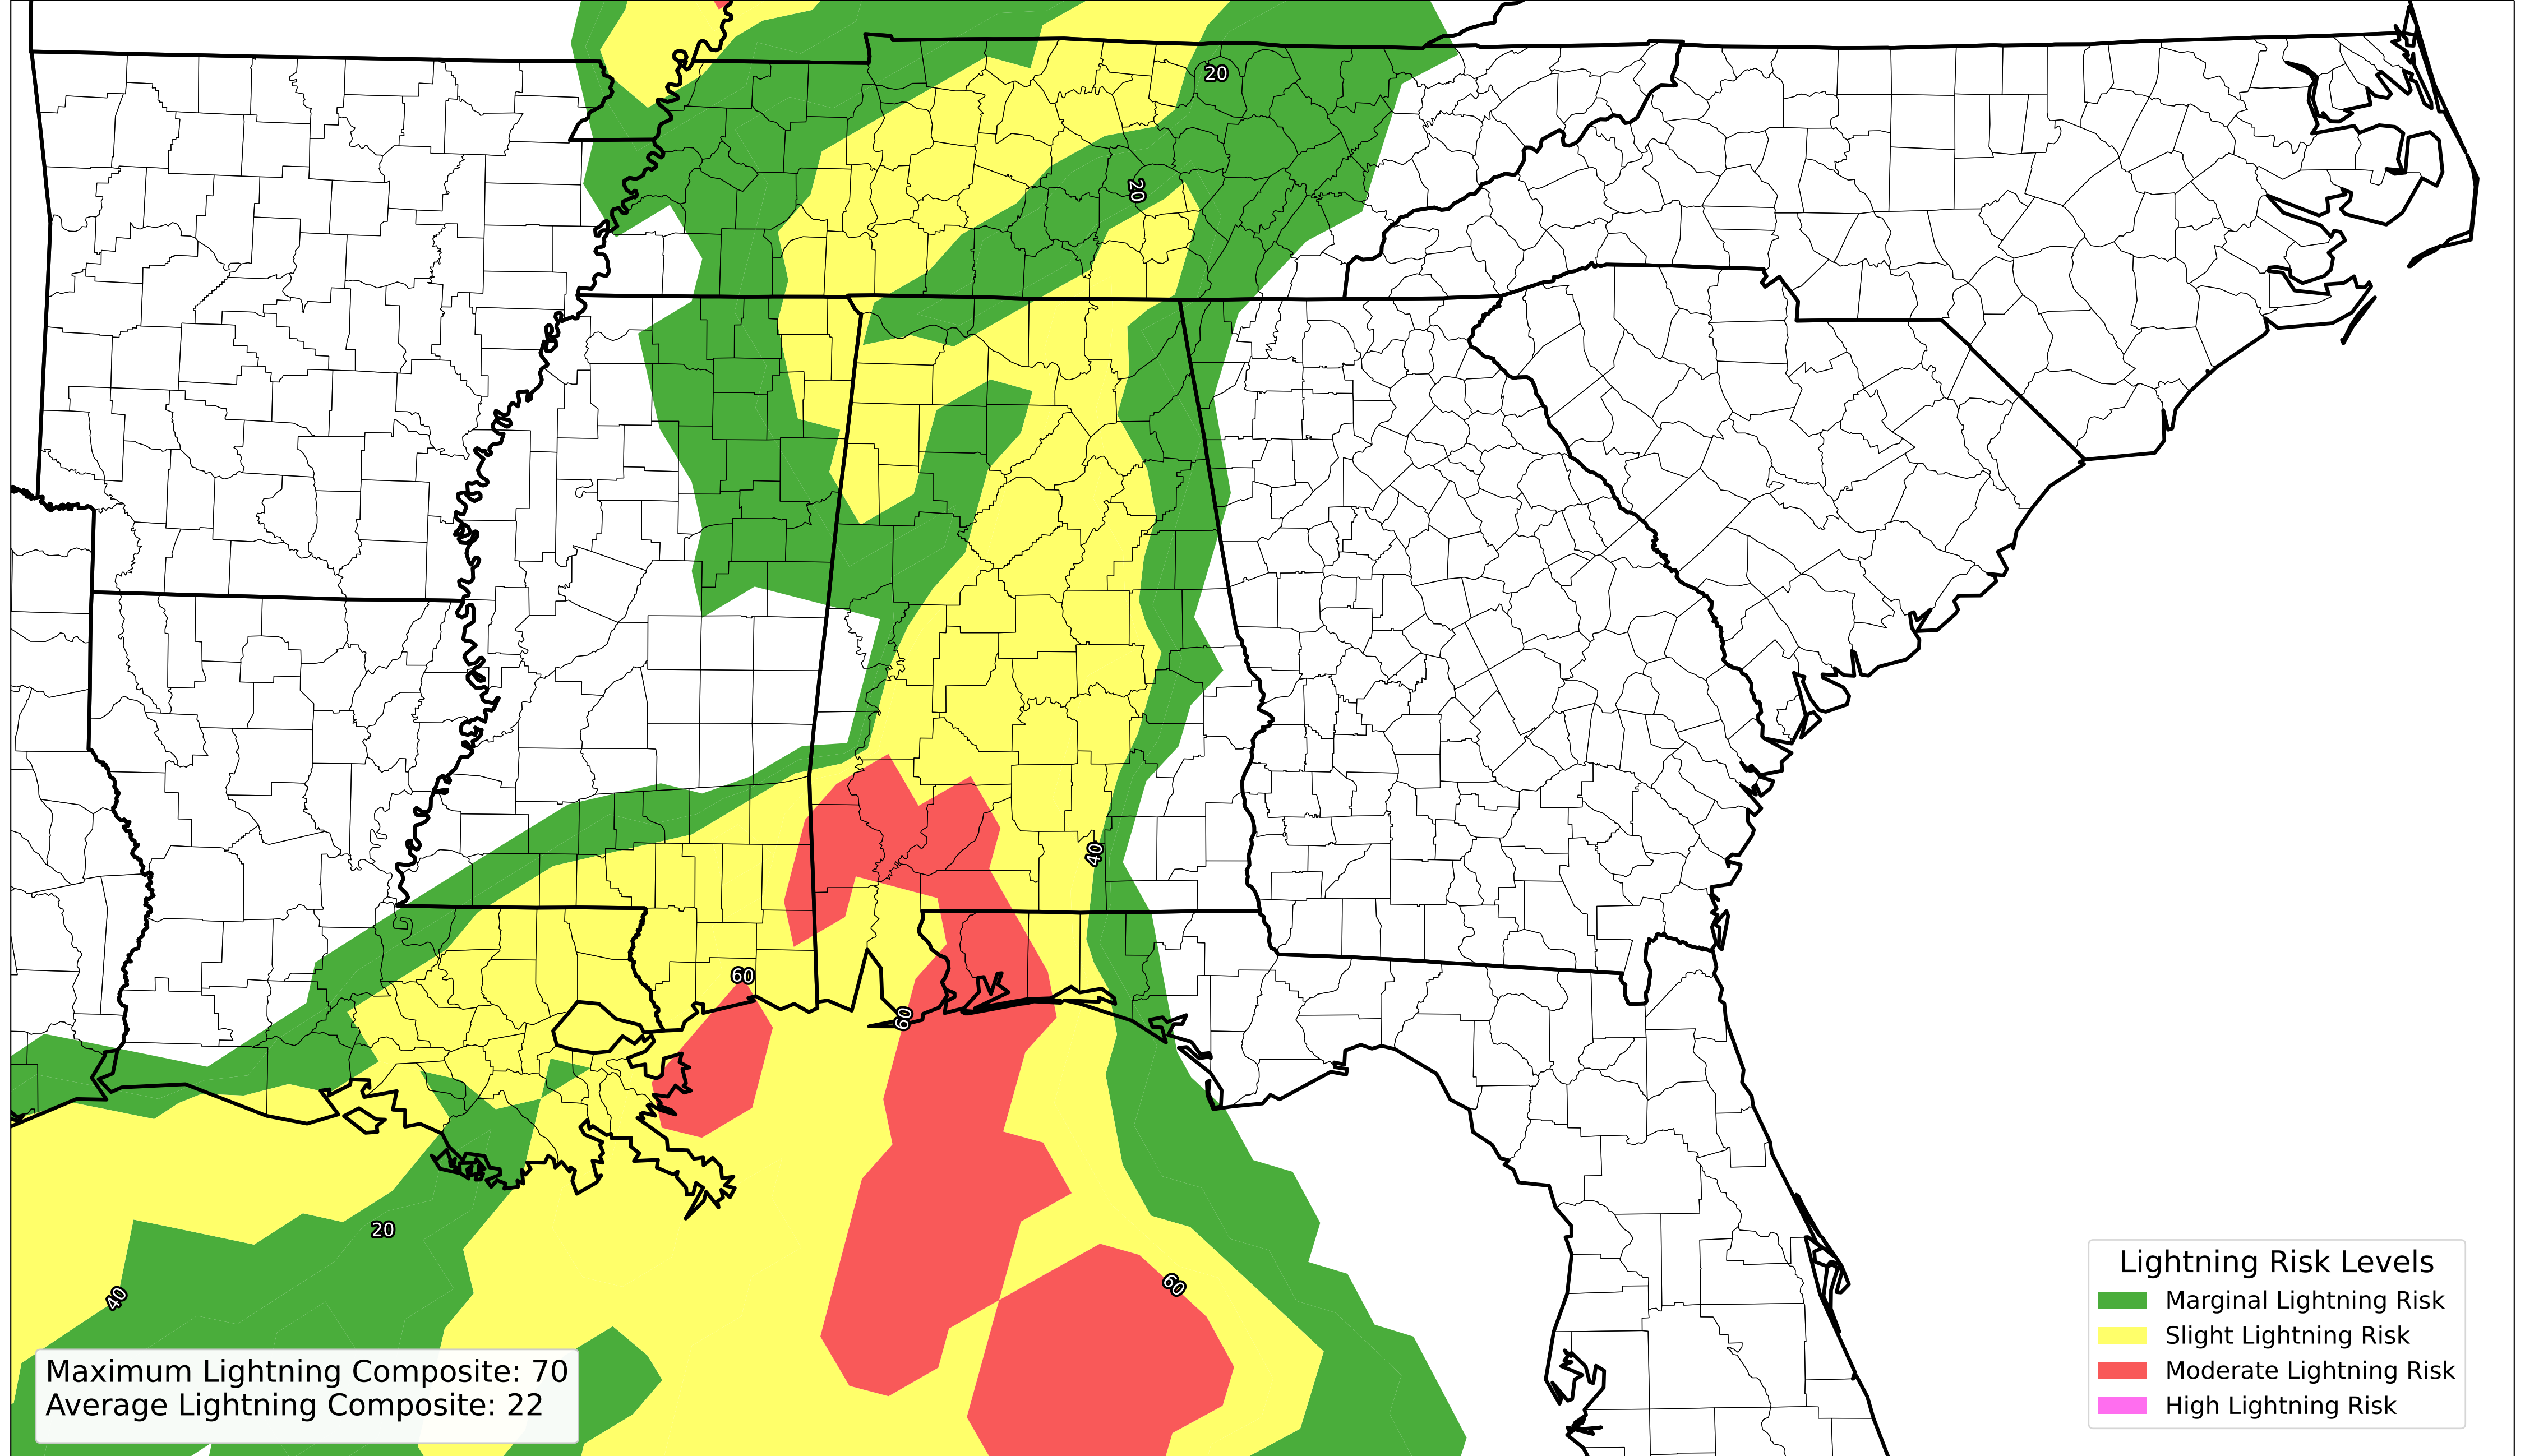 20
20
40
60
60
20
60
40
Maximum Lightning Composite: 70
Average Lightning Composite: 22
Lightning Risk Levels
Marginal Lightning Risk
Slight Lightning Risk
Moderate Lightning Risk
High Lightning Risk